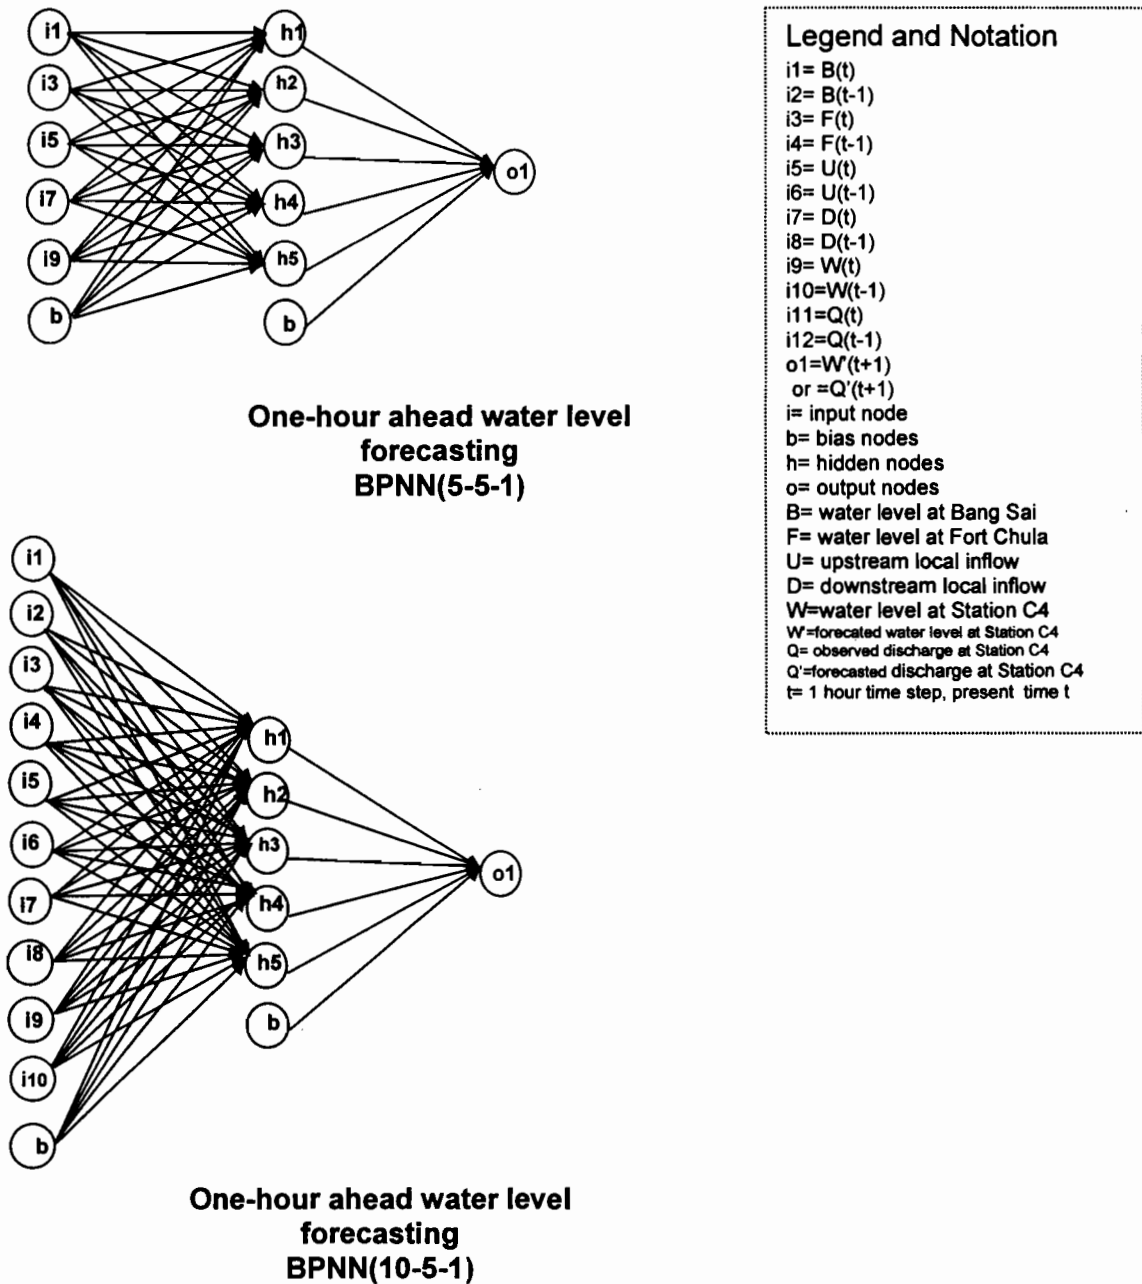 i1
i3
i5
i7
i9
b
h1
h2
h3
h4
h5
b
o1
One-hour ahead water level
forecasting
BPNN(5-5-1)
i1
i2
i3
i4
i5
i6
i7
i8
i9
i10
b
h1
h2
h3
h4
h5
b
o1
One-hour ahead water level
forecasting
BPNN(10-5-1)
Legend and Notation
i1= B(t)
i2= B(t-1)
i3= F(t)
i4= F(t-1)
i5= U(t)
i6= U(t-1)
i7= D(t)
i8= D(t-1)
i9= W(t)
i10=W(t-1)
i11=Q(t)
i12=Q(t-1)
o1=W'(t+1)
or =Q'(t+1)
i= input node
b= bias nodes
h= hidden nodes
o= output nodes
B= water level at Bang Sai
F= water level at Fort Chula
U= upstream local inflow
D= downstream local inflow
W=water level at Station C4
W'=forecated water level at Station C4
Q= observed discharge at Station C4
Q'=forecasted discharge at Station C4
t= 1 hour time step, present time t